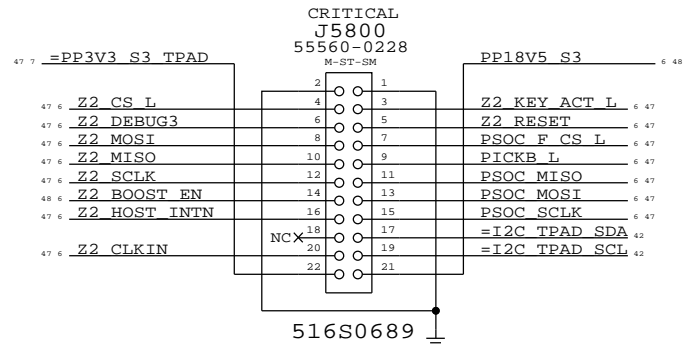 CRITICAL
J5800
55560-0228
M-ST-SM
47 7 =PP3V3_S3_TPAD
PP18V5_S3 6 48
2 1
47 6 Z2_CS_L 4 3 Z2_KEY_ACT_L 6 47
47 6 Z2_DEBUG3 6 5 Z2_RESET 6 47
47 6 Z2_MOSI 8 7 PSOC_F_CS_L 6 47
47 6 Z2_MISO 10 9 PICKB_L 6 47
47 6 Z2_SCLK 12 11 PSOC_MISO 6 47
48 6 Z2_BOOST_EN 14 13 PSOC_MOSI 6 47
47 6 Z2_HOST_INTN 16 15 PSOC_SCLK 6 47
NC 18 17 =I2C_TPAD_SDA 42
47 6 Z2_CLKIN 20 19 =I2C_TPAD_SCL 42
22 21
516S0689